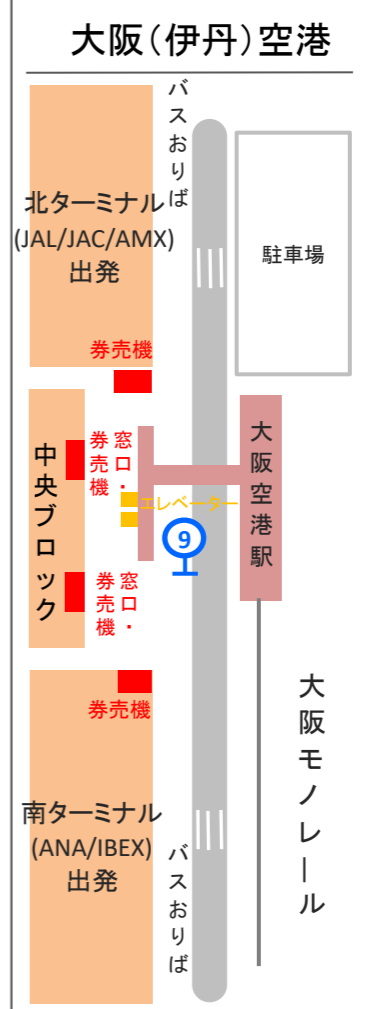 大阪(伊丹)空港
バスおりば
北ターミナル
(JAL/JAC/AMX)
出発
駐車場
券売機
中央ブロック
窓口・
券売機
エレベーター
大阪空港駅
9
窓口・
券売機
券売機
大阪モノレール
南ターミナル
(ANA/IBEX)
出発
バスおりば